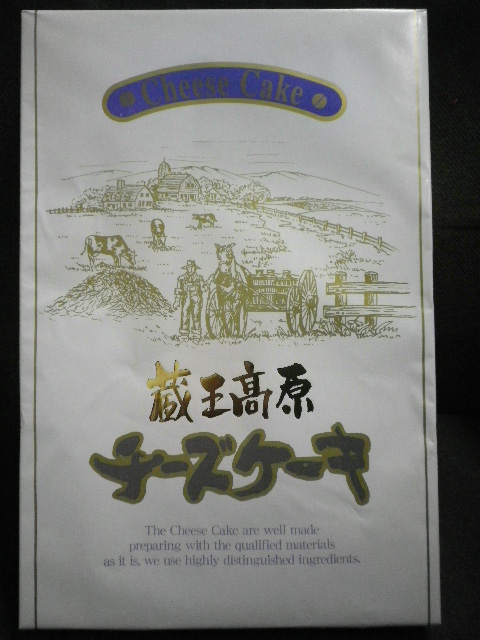 Cheese Cake
蔵王高原
チーズケーキ
The Cheese Cake are well made
preparing with the qualified materials
as it is, we use highly distinguished ingredients.